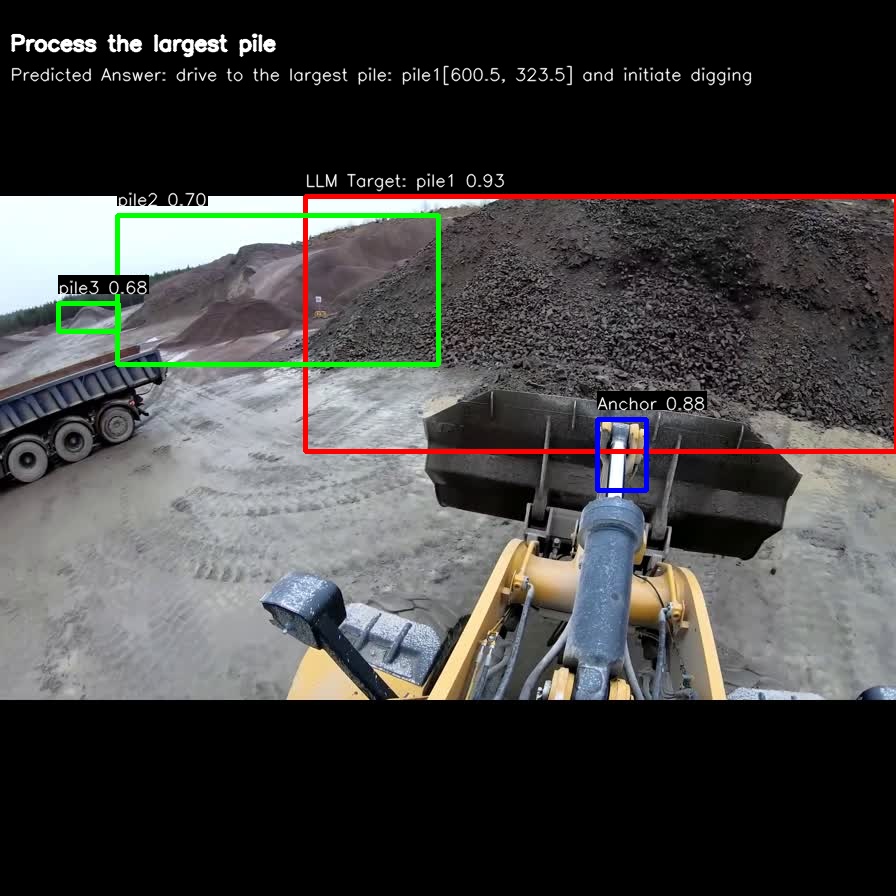 Process the largest pile
Predicted Answer: drive to the largest pile: pile1[600.5, 323.5] and initiate digging
LLM Target: pile1 0.93
pile2 0.70
pile3 0.68
Anchor 0.88